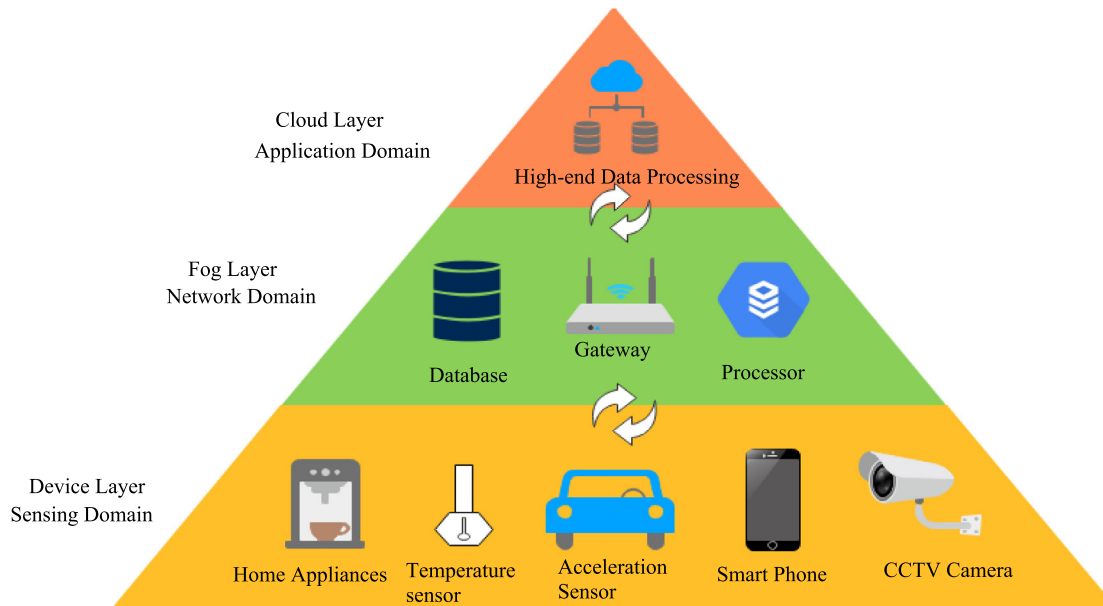 Cloud Layer
Application Domain
High-end Data Processing
Fog Layer
Network Domain
Database
Gateway
Processor
Device Layer
Sensing Domain
Home Appliances
Temperature
sensor
Acceleration
Sensor
Smart Phone
CCTV Camera